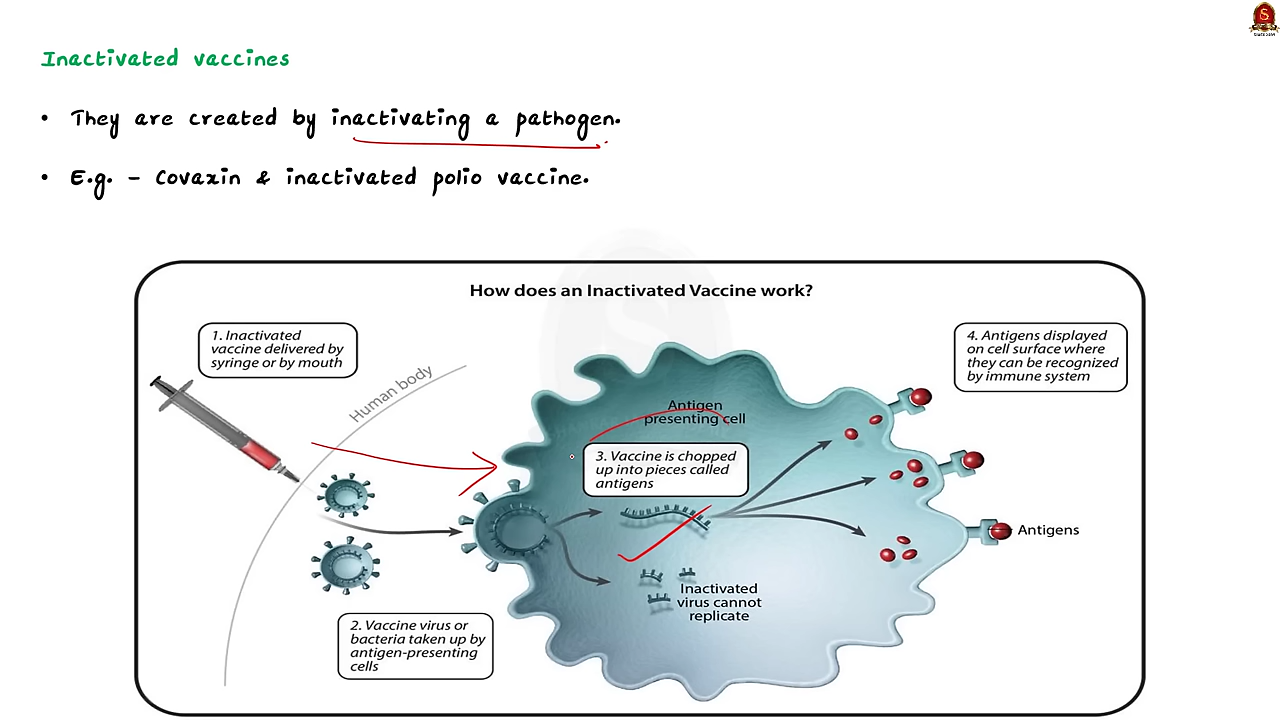 Inactivated vaccines
• They are created by inactivating a pathogen.
• E.g. - Covaxin & inactivated polio vaccine.
How does an Inactivated Vaccine work?
1. Inactivated
vaccine delivered by
syringe or by mouth
Human body
2. Vaccine virus or
bacteria taken up by
antigen-presenting
cells
Antigen
presenting cell
3. Vaccine is chopped
up into pieces called
antigens
Inactivated
virus cannot
replicate
4. Antigens displayed
on cell surface where
they can be recognized
by immune system
Antigens
S